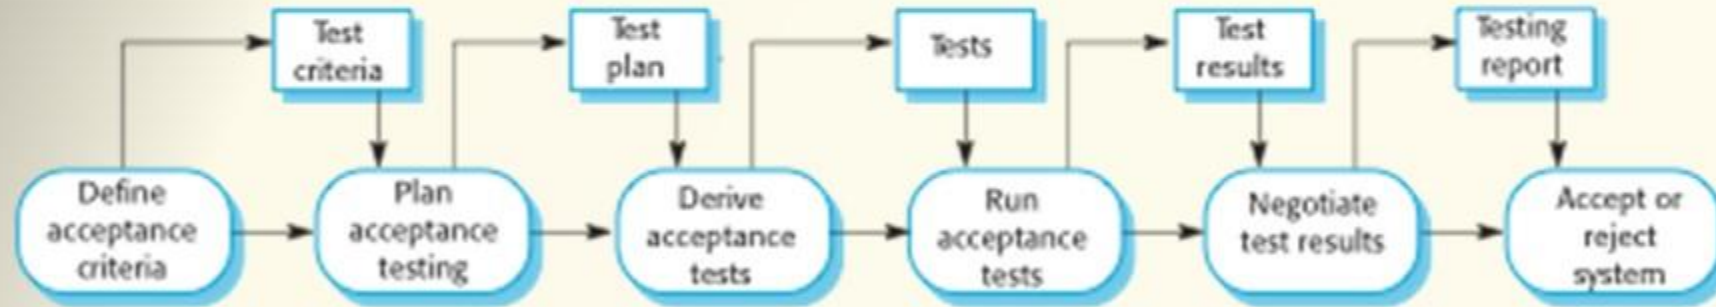 Test
criteria
Test
plan
Tests
Test
results
Testing
report
Define
acceptance
criteria
Plan
acceptance
testing
Derive
acceptance
tests
Run
acceptance
tests
Negotiate
test results
Accept or
reject
system